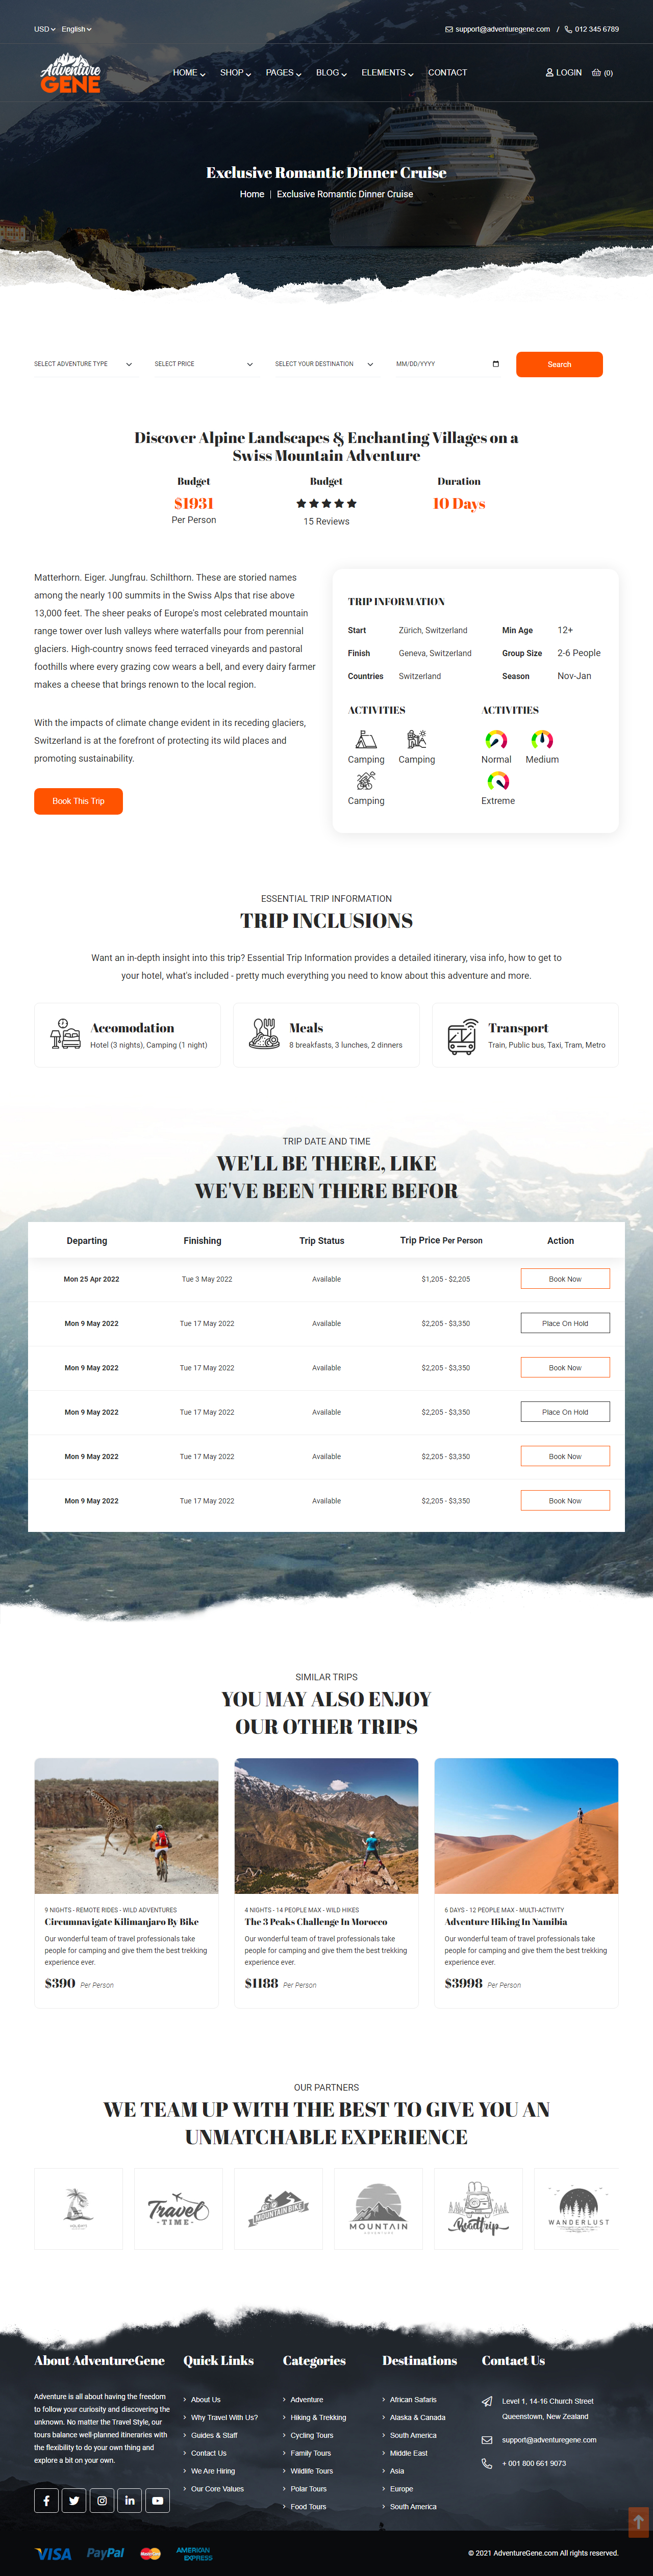 USD English support@adventuregene.com / 012 345 6789
Adventure
GENE
HOME SHOP PAGES BLOG ELEMENTS CONTACT LOGIN (0)
Exclusive Romantic Dinner Cruise
Home | Exclusive Romantic Dinner Cruise
SELECT ADVENTURE TYPE SELECT PRICE SELECT YOUR DESTINATION MM/DD/YYYY Search
Discover Alpine Landscapes & Enchanting Villages on a
Swiss Mountain Adventure
Budget Budget Duration
$1931 10 Days
Per Person 15 Reviews
Matterhorn. Eiger. Jungfrau. Schilthorn. These are storied names
among the nearly 100 summits in the Swiss Alps that rise above
13,000 feet. The sheer peaks of Europe's most celebrated mountain
range tower over lush valleys where waterfalls pour from perennial
glaciers. High-country snows feed terraced vineyards and pastoral
foothills where every grazing cow wears a bell, and every dairy farmer
makes a cheese that brings renown to the local region.
With the impacts of climate change evident in its receding glaciers,
Switzerland is at the forefront of protecting its wild places and
promoting sustainability.
Book This Trip
TRIP INFORMATION
Start Zürich, Switzerland Min Age 12+
Finish Geneva, Switzerland Group Size 2-6 People
Countries Switzerland Season Nov-Jan
ACTIVITIES ACTIVITIES
Camping Camping Normal Medium
Camping Extreme
ESSENTIAL TRIP INFORMATION
TRIP INCLUSIONS
Want an in-depth insight into this trip? Essential Trip Information provides a detailed itinerary, visa info, how to get to
your hotel, what's included - pretty much everything you need to know about this adventure and more.
Accomodation
Hotel (3 nights), Camping (1 night)
Meals
8 breakfasts, 3 lunches, 2 dinners
Transport
Train, Public bus, Taxi, Tram, Metro
TRIP DATE AND TIME
WE'LL BE THERE, LIKE
WE'VE BEEN THERE BEFOR
Departing Finishing Trip Status Trip Price Per Person Action
Mon 25 Apr 2022 Tue 3 May 2022 Available $1,205 - $2,205 Book Now
Mon 9 May 2022 Tue 17 May 2022 Available $2,205 - $3,350 Place On Hold
Mon 9 May 2022 Tue 17 May 2022 Available $2,205 - $3,350 Book Now
Mon 9 May 2022 Tue 17 May 2022 Available $2,205 - $3,350 Place On Hold
Mon 9 May 2022 Tue 17 May 2022 Available $2,205 - $3,350 Book Now
Mon 9 May 2022 Tue 17 May 2022 Available $2,205 - $3,350 Book Now
SIMILAR TRIPS
YOU MAY ALSO ENJOY
OUR OTHER TRIPS
9 NIGHTS - REMOTE RIDES - WILD ADVENTURES
Circumnavigate Kilimanjaro By Bike
Our wonderful team of travel professionals take
people for camping and give them the best trekking
experience ever.
$390 Per Person
4 NIGHTS - 14 PEOPLE MAX - WILD HIKES
The 3 Peaks Challenge In Morocco
Our wonderful team of travel professionals take
people for camping and give them the best trekking
experience ever.
$1188 Per Person
6 DAYS - 12 PEOPLE MAX - MULTI-ACTIVITY
Adventure Hiking In Namibia
Our wonderful team of travel professionals take
people for camping and give them the best trekking
experience ever.
$3998 Per Person
OUR PARTNERS
WE TEAM UP WITH THE BEST TO GIVE YOU AN
UNMATCHABLE EXPERIENCE
Travel
TIME
MOUNTAIN BIKE
MOUNTAIN
ADVENTURE
Roadtrip
WANDERLUST
About AdventureGene
Adventure is all about having the freedom
to follow your curiosity and discovering the
unknown. No matter the Travel Style, our
tours balance well-planned itineraries with
the flexibility to do your own thing and
explore a bit on your own.
Quick Links
About Us
Why Travel With Us?
Guides & Staff
Contact Us
We Are Hiring
Our Core Values
Categories
Adventure
Hiking & Trekking
Cycling Tours
Family Tours
Wildlife Tours
Polar Tours
Food Tours
Destinations
African Safaris
Alaska & Canada
South America
Middle East
Asia
Europe
South America
Contact Us
Level 1, 14-16 Church Street
Queenstown, New Zealand
support@adventuregene.com
+ 001 800 661 9073
VISA PayPal MasterCard AMERICAN
EXPRESS
© 2021 AdventureGene.com All rights reserved.